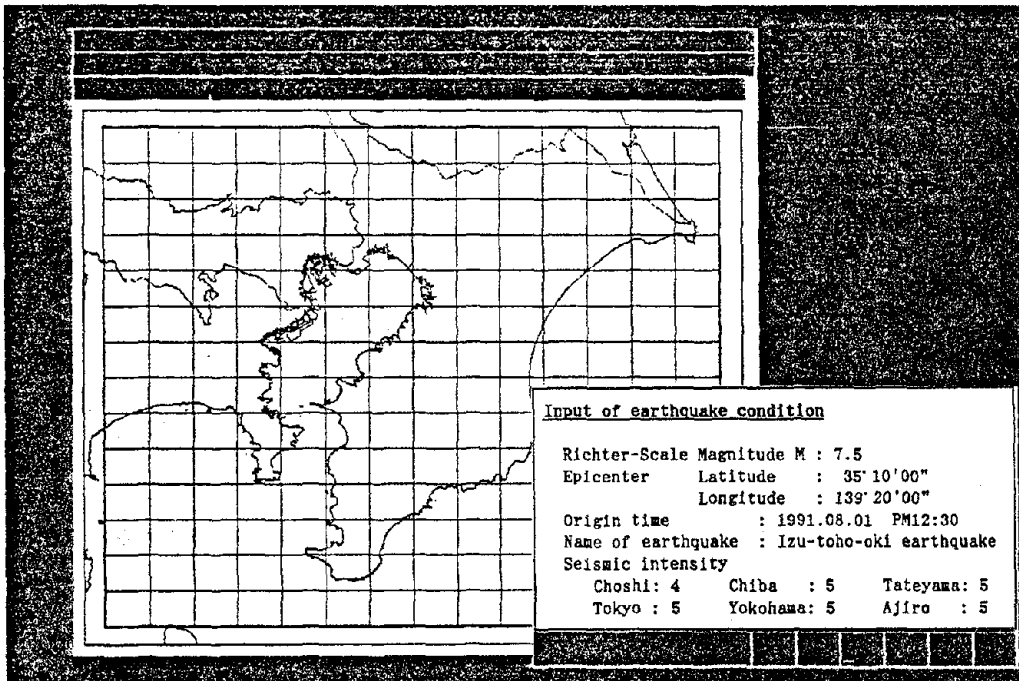 Input of earthquake condition
Richter-Scale Magnitude M : 7.5
Epicenter Latitude : 35°10'00"
Longitude : 139°20'00"
Origin time : 1991.08.01 PM12:30
Name of earthquake : Izu-toho-oki earthquake
Seismic intensity
Choshi: 4 Chiba : 5 Tateyama: 5
Tokyo : 5 Yokohama: 5 Ajiro : 5